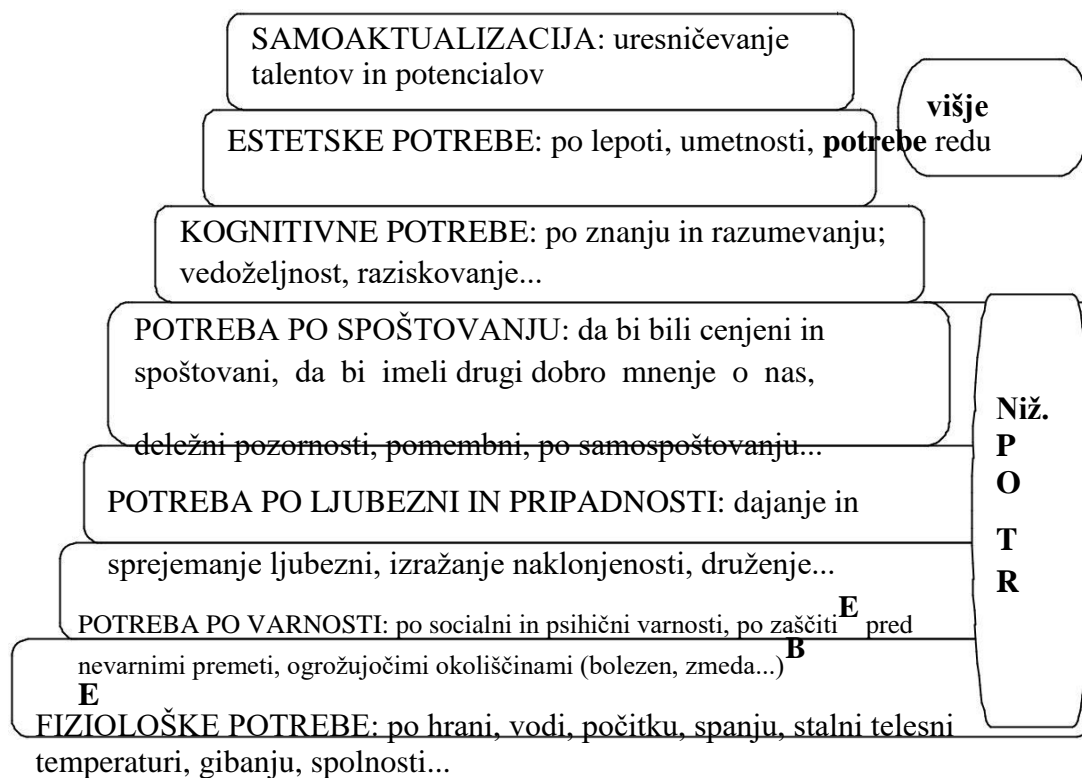 SAMOAKTUALIZACIJA: uresničevanje
talentov in potencialov
višje
ESTETSKE POTREBE: po lepoti, umetnosti, potrebe redu
KOGNITIVNE POTREBE: po znanju in razumevanju;
vedoželjnost, raziskovanje...
POTREBA PO SPOŠTOVANJU: da bi bili cenjeni in
spoštovani, da bi imeli drugi dobro mnenje o nas,
deležni pozornosti, pomembni, po samospoštovanju...
Niž.
P
O
T
R
POTREBA PO LJUBEZNI IN PRIPADNOSTI: dajanje in
sprejemanje ljubezni, izražanje naklonjenosti, druženje...
POTREBA PO VARNOSTI: po socialni in psihični varnosti, po zaščiti E pred
nevarnimi premeti, ogrožujočimi okoliščinami (bolezen, zmeda...) B
E
FIZIOLOŠKE POTREBE: po hrani, vodi, počitku, spanju, stalni telesni
temperaturi, gibanju, spolnosti...